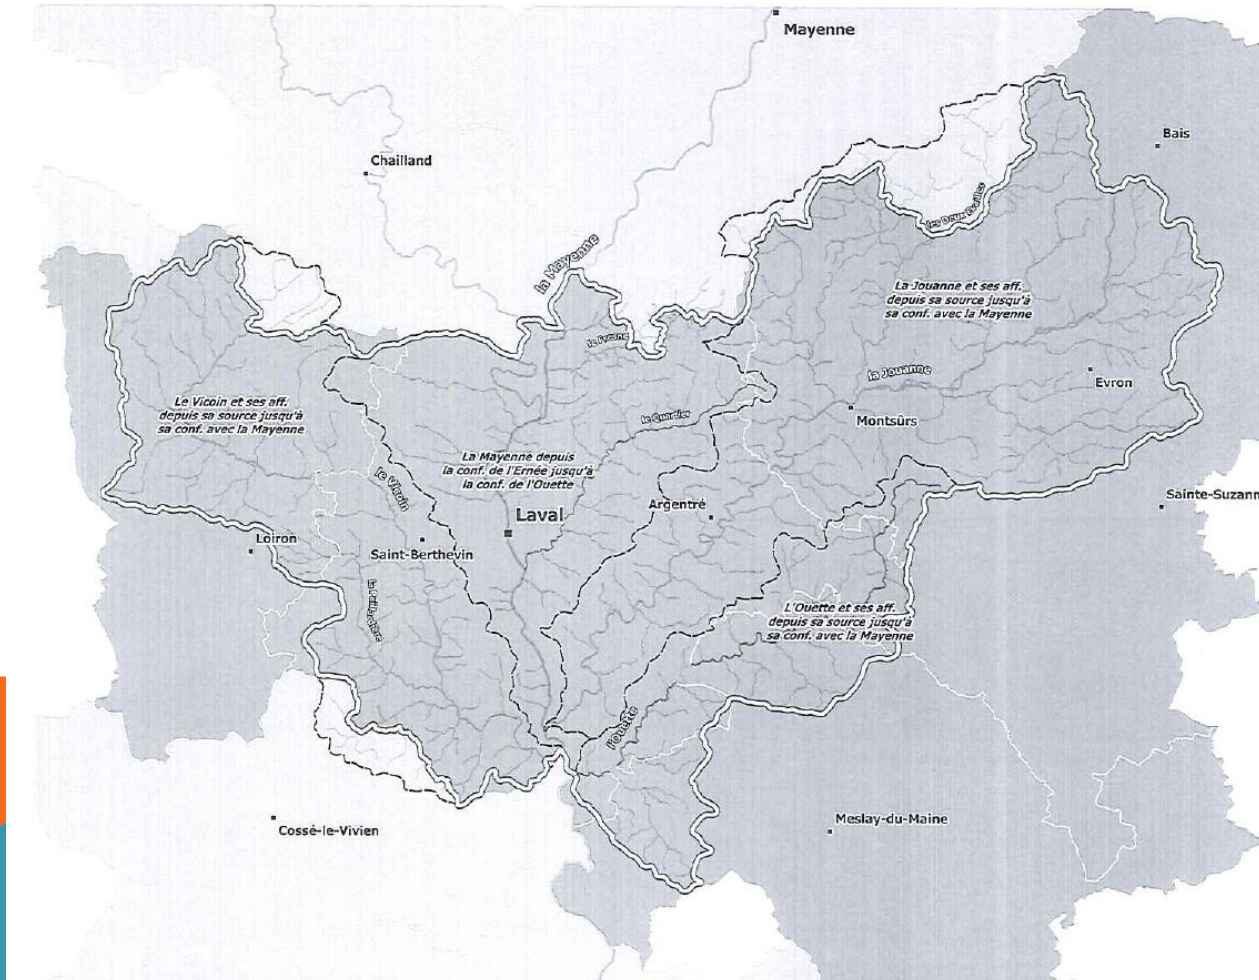 Mayenne
Bais
Chailland
les Deux Évailles
la Mayenne
La Jouanne et ses aff.
depuis sa source jusqu'à
sa conf. avec la Mayenne
la Jouanne
Evron
Montsûrs
Le Vicoin et ses aff.
depuis sa source jusqu'à
sa conf. avec la Mayenne
le Quartier
La Mayenne depuis
la conf. de l'Ernée jusqu'à
la conf. de l'Ouette
le Vicoin
Sainte-Suzann
Argentré
Laval
Loiron
Saint-Berthevin
L'Ouette et ses aff.
depuis sa source jusqu'à
sa conf. avec la Mayenne
l'Ouette
Cossé-le-Vivien
Meslay-du-Maine